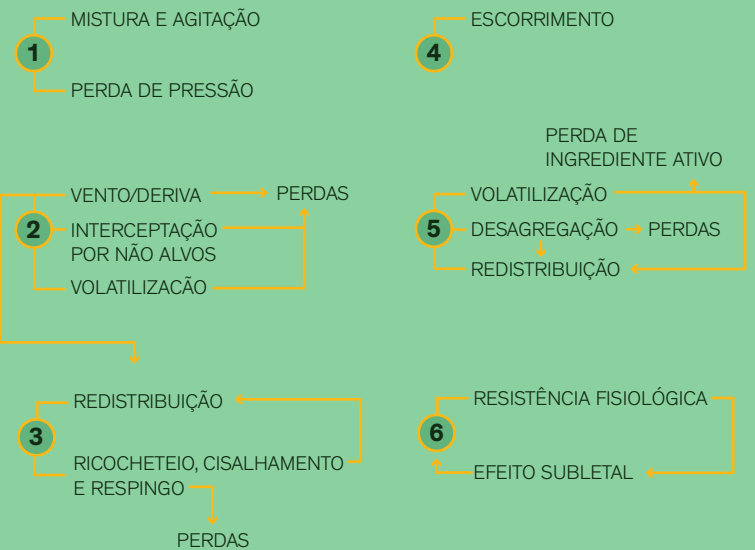 1
MISTURA E AGITAÇÃO
PERDA DE PRESSÃO
2
VENTO/DERIVA
PERDAS
INTERCEPTAÇÃO
POR NÃO ALVOS
VOLATILIZACÃO
3
REDISTRIBUIÇÃO
RICOCHETEIO, CISALHAMENTO
E RESPINGO
PERDAS
4
ESCORRIMENTO
5
PERDA DE
INGREDIENTE ATIVO
VOLATILIZAÇÃO
DESAGREGAÇÃO
PERDAS
REDISTRIBUIÇÃO
6
RESISTÊNCIA FISIOLÓGICA
EFEITO SUBLETAL